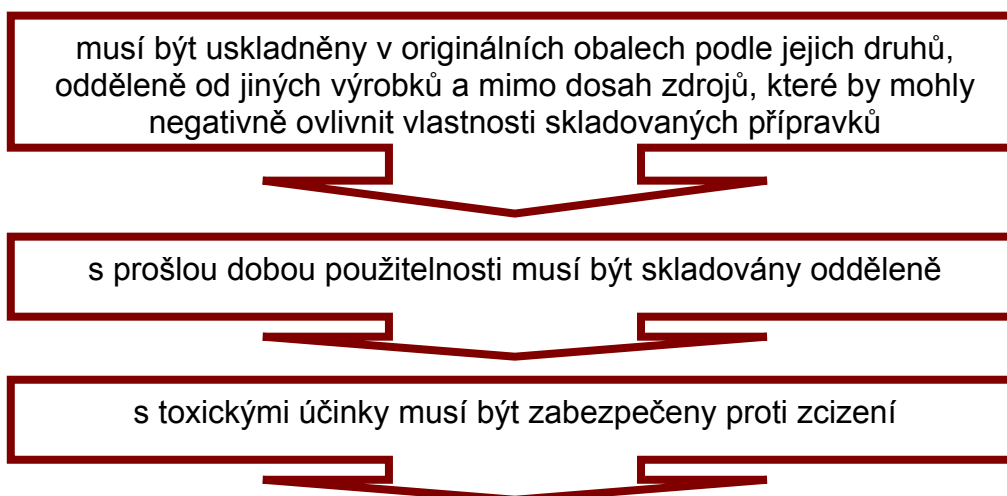 musí být uskladněny v originálních obalech podle jejich druhů,
odděleně od jiných výrobků a mimo dosah zdrojů, které by mohly
negativně ovlivnit vlastnosti skladovaných přípravků
s prošlou dobou použitelnosti musí být skladovány odděleně
s toxickými účinky musí být zabezpečeny proti zcizení